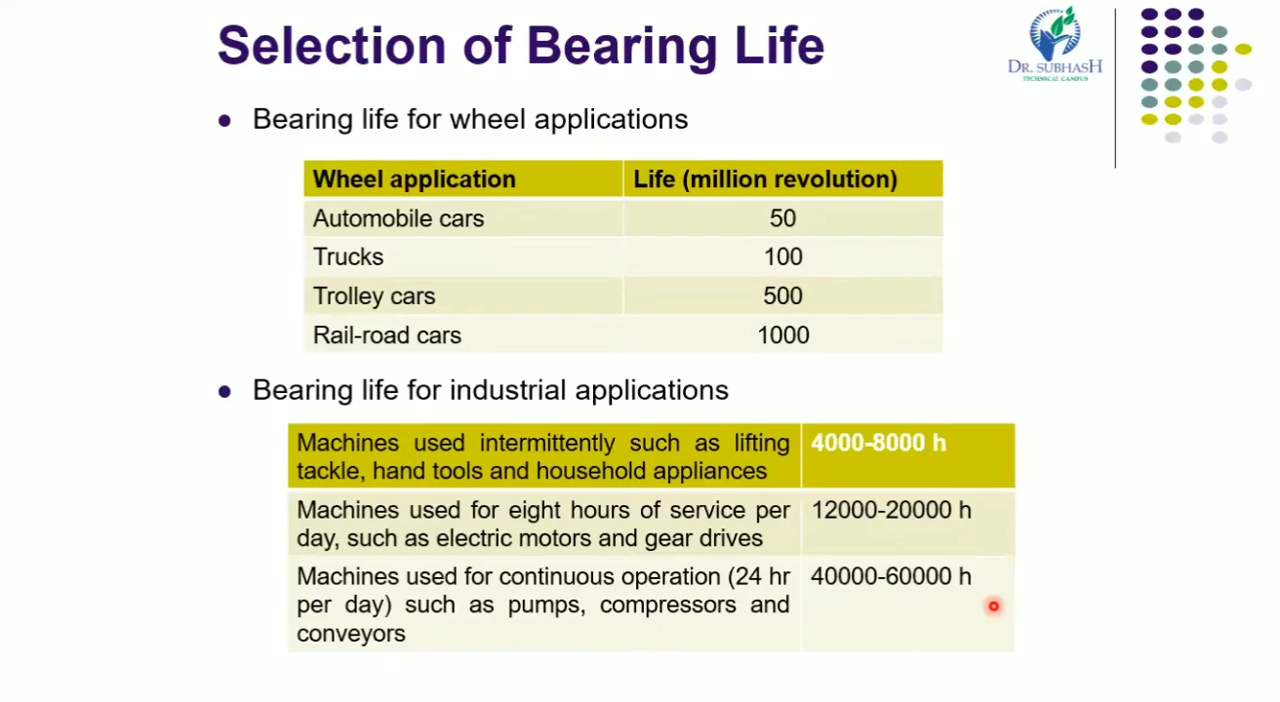 Selection of Bearing Life
DR. SUBHASH
TECHNICAL CAMPUS
Bearing life for wheel applications
Wheel application Life (million revolution)
Automobile cars 50
Trucks 100
Trolley cars 500
Rail-road cars 1000
Bearing life for industrial applications
Machines used intermittently such as lifting 4000-8000 h
tackle, hand tools and household appliances
Machines used for eight hours of service per 12000-20000 h
day, such as electric motors and gear drives
Machines used for continuous operation (24 hr 40000-60000 h
per day) such as pumps, compressors and
conveyors